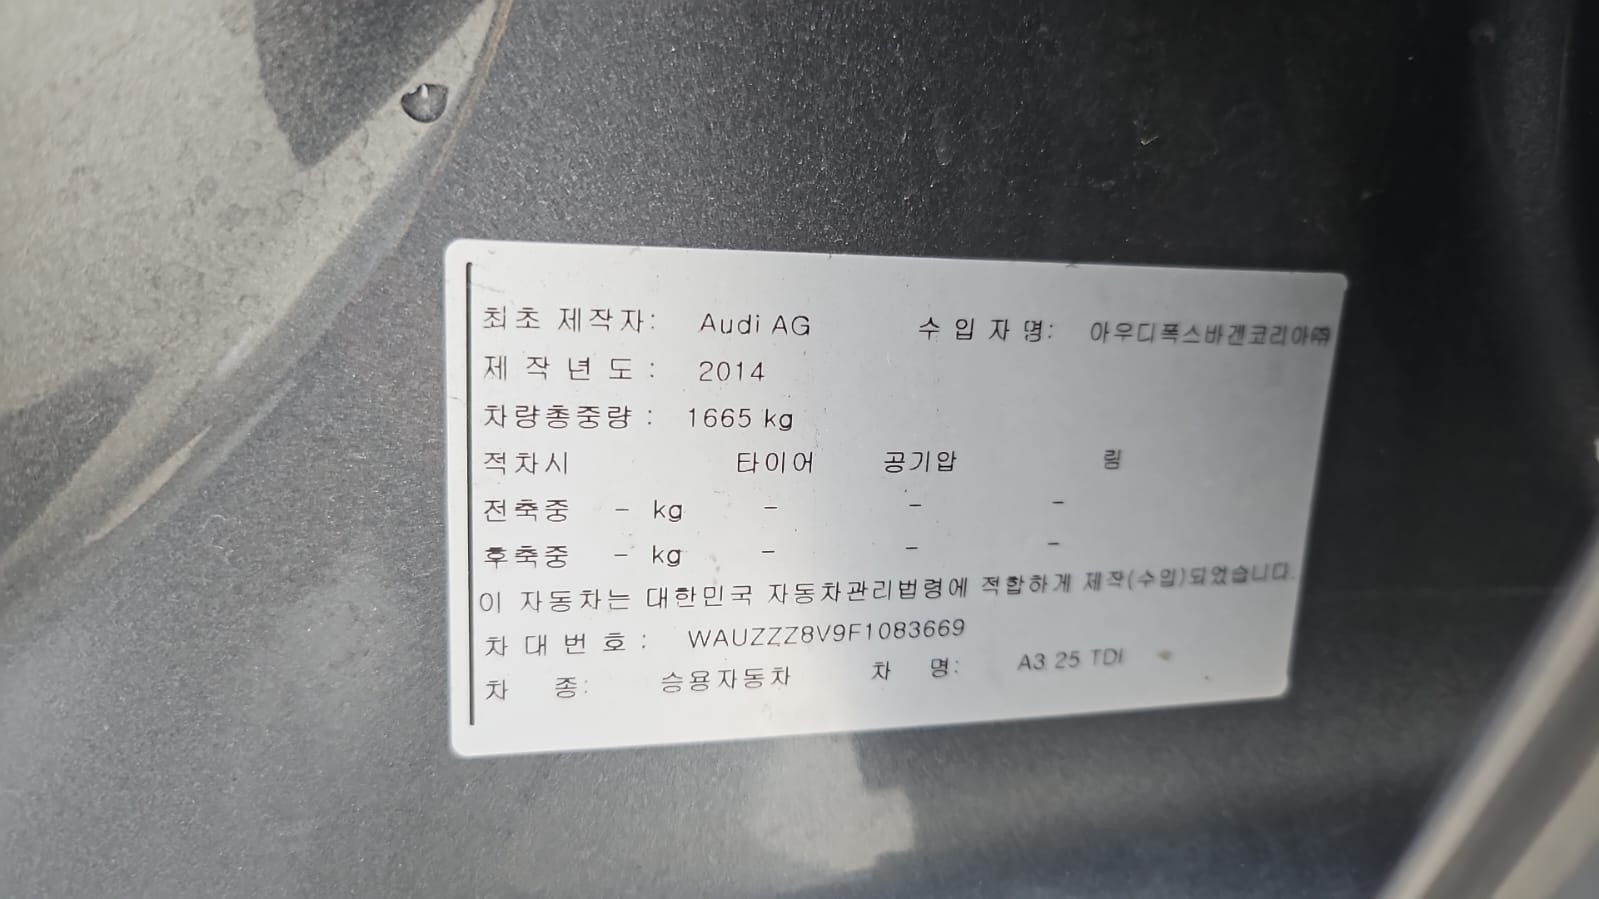 최초 제작자: Audi AG 수 입 자 명: 아우디폭스바겐코리아㈜
제 작 년 도 : 2014
차량총중량 : 1665 kg
적차시 타이어 공기압 림
전축중 - kg - - -
후축중 - kg - - -
이 자동차는 대한민국 자동차관리법령에 적합하게 제작(수입)되었습니다.
차 대 번 호 : WAUZZZ8V9F1083669
차 종: 승용자동차 차 명: A3 25 TDI